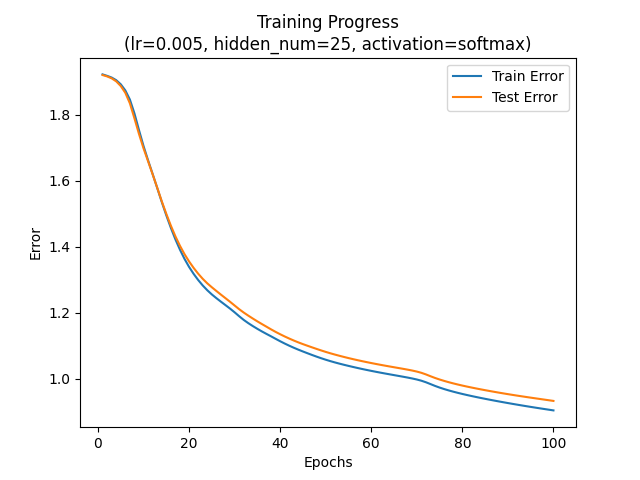 Training Progress
(lr=0.005, hidden_num=25, activation=softmax)
Train Error
Test Error
1.8
1.6
1.4
1.2
1.0
Error
0 20 40 60 80 100
Epochs